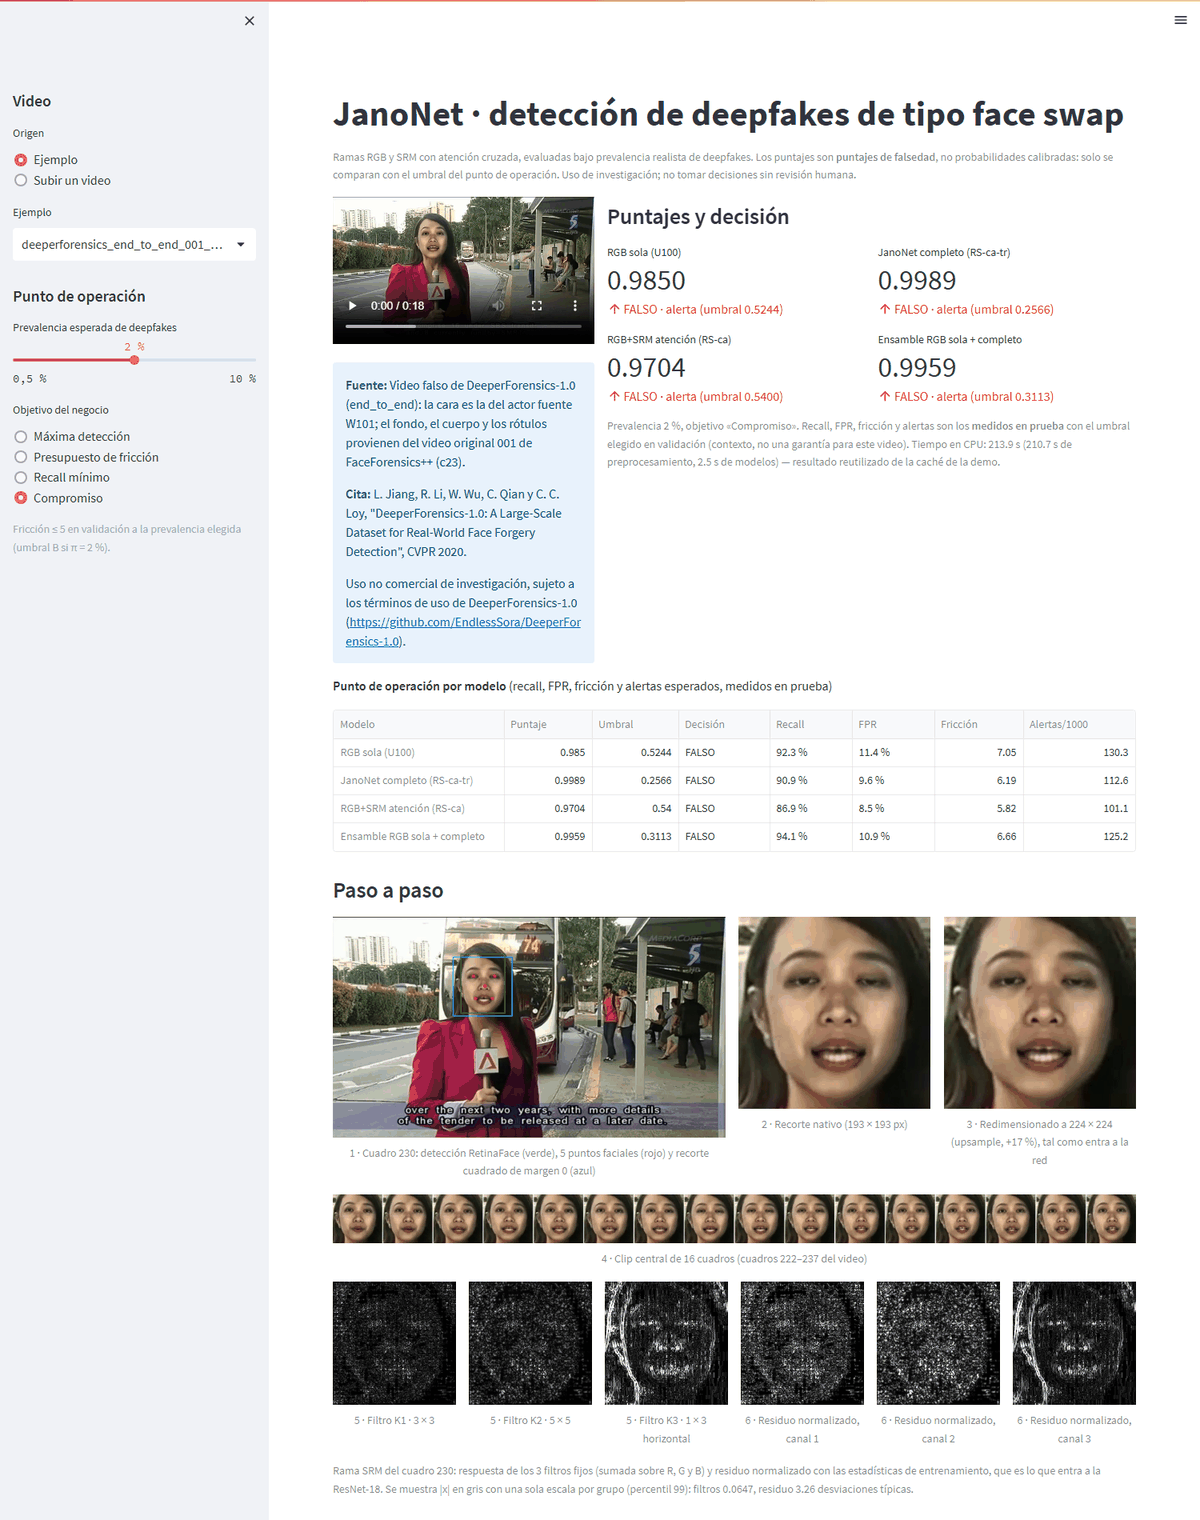 Video
Origen
Ejemplo
Subir un video
Ejemplo
deeperforensics_end_to_end_001_...
Punto de operación
Prevalencia esperada de deepfakes
2 %
0,5 %
10 %
Objetivo del negocio
Máxima detección
Presupuesto de fricción
Recall mínimo
Compromiso
Fricción ≤ 5 en validación a la prevalencia elegida
(umbral B si π = 2 %).
JanoNet · detección de deepfakes de tipo face swap
Ramas RGB y SRM con atención cruzada, evaluadas bajo prevalencia realista de deepfakes. Los puntajes son puntajes de falsedad, no probabilidades calibradas: solo se
comparan con el umbral del punto de operación. Uso de investigación; no tomar decisiones sin revisión humana.
0:00 / 0:18
Fuente: Video falso de DeeperForensics-1.0
(end_to_end): la cara es la del actor fuente
W101; el fondo, el cuerpo y los rótulos
provienen del video original 001 de
FaceForensics++ (c23).
Cita: L. Jiang, R. Li, W. Wu, C. Qian y C. C.
Loy, "DeeperForensics-1.0: A Large-Scale
Dataset for Real-World Face Forgery
Detection", CVPR 2020.
Uso no comercial de investigación, sujeto a
los términos de uso de DeeperForensics-1.0
(https://github.com/EndlessSora/DeeperFor
ensics-1.0).
Puntajes y decisión
RGB sola (U100)
0.9850
↑ FALSO · alerta (umbral 0.5244)
JanoNet completo (RS-ca-tr)
0.9989
↑ FALSO · alerta (umbral 0.2566)
RGB+SRM atención (RS-ca)
0.9704
↑ FALSO · alerta (umbral 0.5400)
Ensamble RGB sola + completo
0.9959
↑ FALSO · alerta (umbral 0.3113)
Prevalencia 2 %, objetivo «Compromiso». Recall, FPR, fricción y alertas son los medidos en prueba con el umbral
elegido en validación (contexto, no una garantía para este video). Tiempo en CPU: 213.9 s (210.7 s de
preprocesamiento, 2.5 s de modelos) — resultado reutilizado de la caché de la demo.
Punto de operación por modelo (recall, FPR, fricción y alertas esperados, medidos en prueba)
Modelo Puntaje Umbral Decisión Recall FPR Fricción Alertas/1000
RGB sola (U100) 0.985 0.5244 FALSO 92.3 % 11.4 % 7.05 130.3
JanoNet completo (RS-ca-tr) 0.9989 0.2566 FALSO 90.9 % 9.6 % 6.19 112.6
RGB+SRM atención (RS-ca) 0.9704 0.54 FALSO 86.9 % 8.5 % 5.82 101.1
Ensamble RGB sola + completo 0.9959 0.3113 FALSO 94.1 % 10.9 % 6.66 125.2
Paso a paso
74
over the next two years, with more details
of the tender to be released at a later date.
1 · Cuadro 230: detección RetinaFace (verde), 5 puntos faciales (rojo) y recorte
cuadrado de margen 0 (azul)
2 · Recorte nativo (193 × 193 px)
3 · Redimensionado a 224 × 224
(upsample, +17 %), tal como entra a la
red
4 · Clip central de 16 cuadros (cuadros 222–237 del video)
5 · Filtro K1 · 3 × 3
5 · Filtro K2 · 5 × 5
5 · Filtro K3 · 1 × 3
horizontal
6 · Residuo normalizado,
canal 1
6 · Residuo normalizado,
canal 2
6 · Residuo normalizado,
canal 3
Rama SRM del cuadro 230: respuesta de los 3 filtros fijos (sumada sobre R, G y B) y residuo normalizado con las estadísticas de entrenamiento, que es lo que entra a la
ResNet-18. Se muestra |x| en gris con una sola escala por grupo (percentil 99): filtros 0.0647, residuo 3.26 desviaciones típicas.